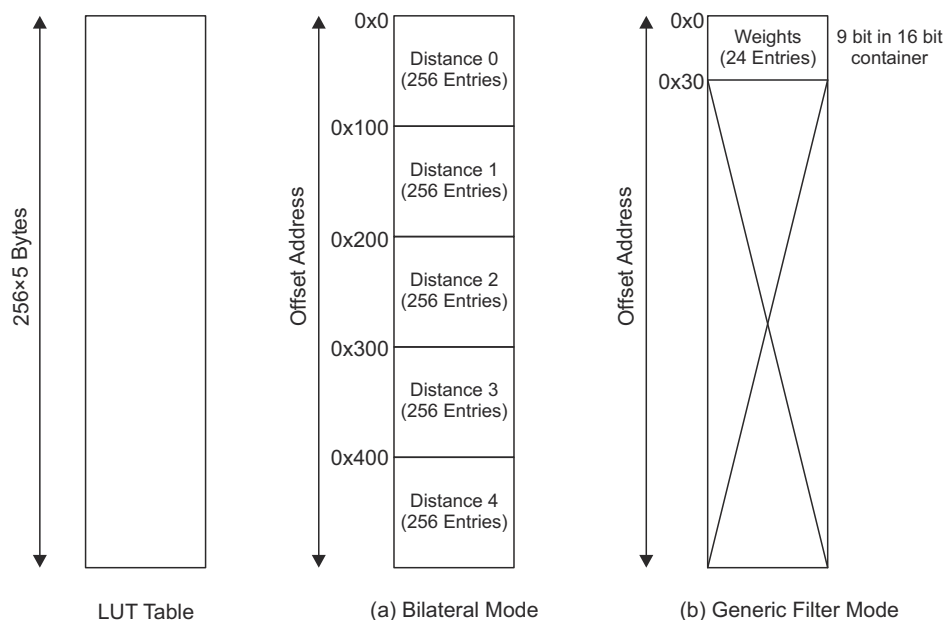 256×5 Bytes
LUT Table
Offset Address
0x0
0x100
0x200
0x300
0x400
Distance 0
(256 Entries)
Distance 1
(256 Entries)
Distance 2
(256 Entries)
Distance 3
(256 Entries)
Distance 4
(256 Entries)
(a) Bilateral Mode
Offset Address
0x0
0x30
Weights
(24 Entries)
9 bit in 16 bit
container
(b) Generic Filter Mode